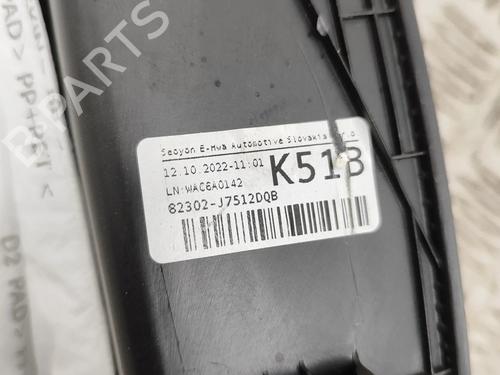 Seoyon E-Hwa Automotive Slovakia
12.10.2022-11:01
LN:WAC6A0142
K51B
82302-J7512DQB
PAD> PP+PET <
D2 PAD>
B-PARTS